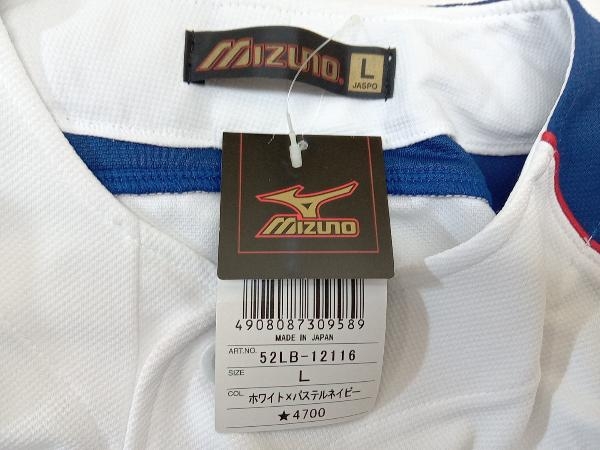 MIZUNO.
L
JASPO
MIZUNO
4908087309589
MADE IN JAPAN
ART.NO. 52LB-12116
SIZE L
COL. ホワイト×パステルネイビー
★4700